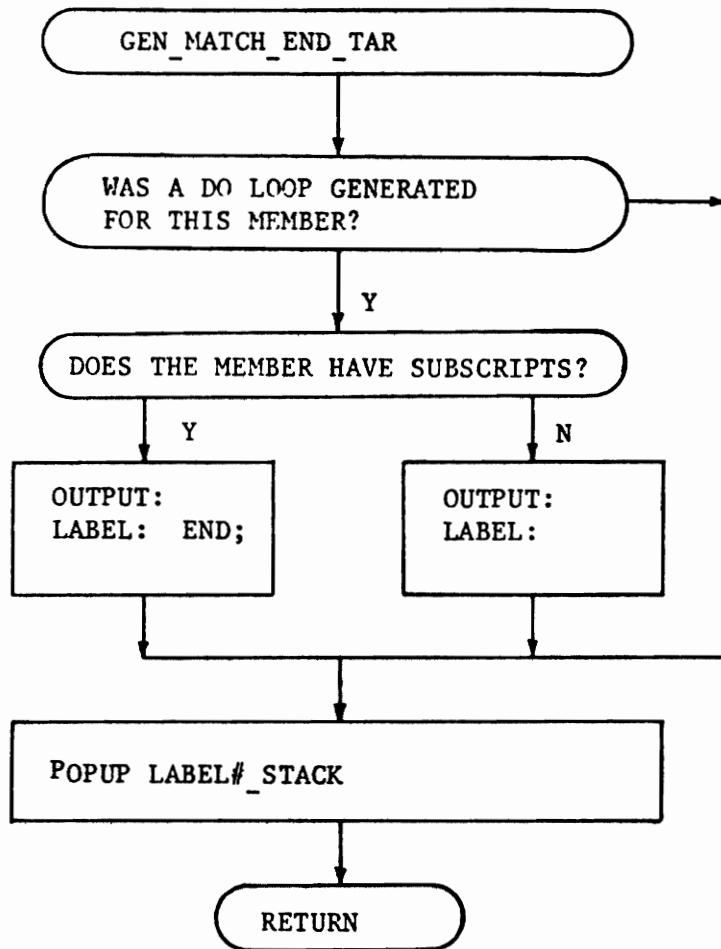 GEN_MATCH_END_TAR
WAS A DO LOOP GENERATED
FOR THIS MEMBER?
Y
DOES THE MEMBER HAVE SUBSCRIPTS?
Y
N
OUTPUT:
LABEL: END;
OUTPUT:
LABEL:
POPUP LABEL#_STACK
RETURN